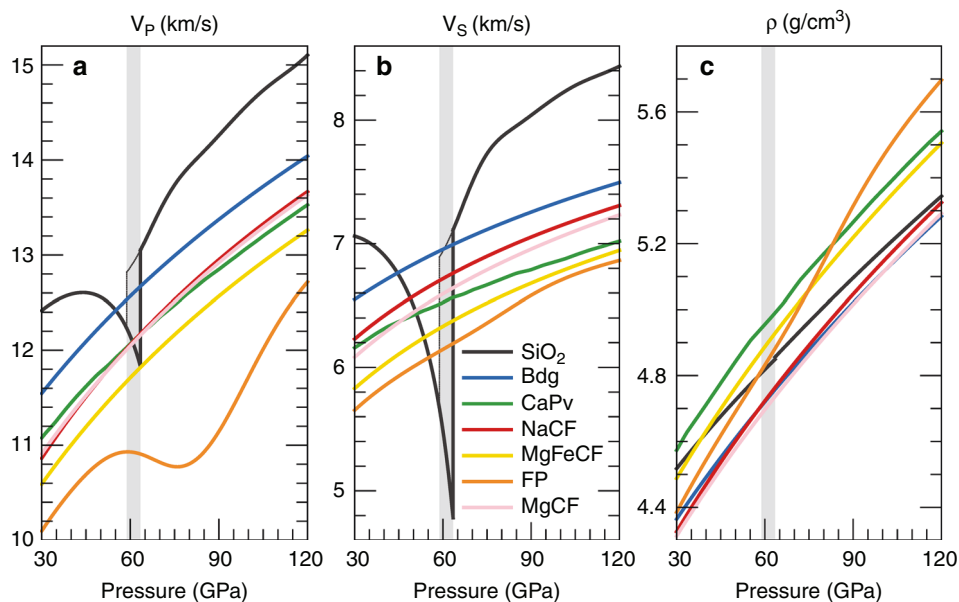 V_P (km/s)
V_S (km/s)
ρ (g/cm³)
a
b
c
15
14
13
12
11
10
8
7
6
5
5.6
5.2
4.8
4.4
SiO₂
Bdg
CaPv
NaCF
MgFeCF
FP
MgCF
30 60 90 120
30 60 90 120
30 60 90 120
Pressure (GPa)
Pressure (GPa)
Pressure (GPa)